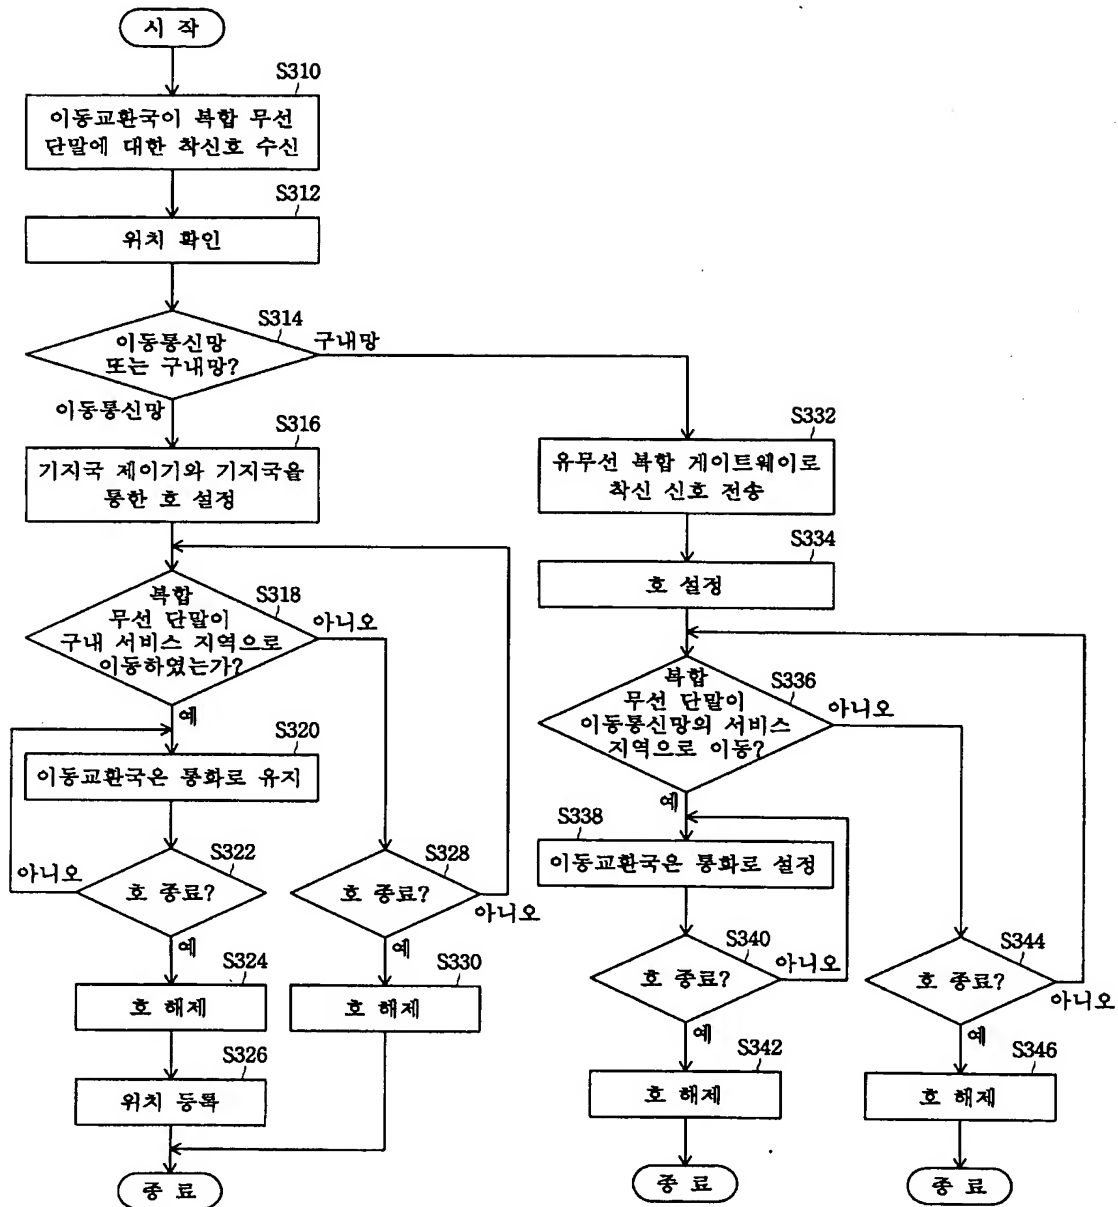 시 작
S310
이동교환국이 복합 무선
단말에 대한 착신호 수신
S312
위치 확인
S314
이동통신망
또는 구내망?
구내망
이동통신망
S316
기지국 제이기와 기지국을
통한 호 설정
S318
복합
무선 단말이
구내 서비스 지역으로
이동하였는가?
아니오
예
S320
이동교환국은 통화로 유지
S322
호 종료?
아니오
예
S324
호 해제
S326
위치 등록
종 료
S328
호 종료?
아니오
예
S330
호 해제
S332
유무선 복합 게이트웨이로
착신 신호 전송
S334
호 설정
S336
복합
무선 단말이
이동통신망의 서비스
지역으로 이동?
아니오
예
S338
이동교환국은 통화로 설정
S340
호 종료?
아니오
예
S342
호 해제
종 료
S344
호 종료?
아니오
예
S346
호 해제
종 료